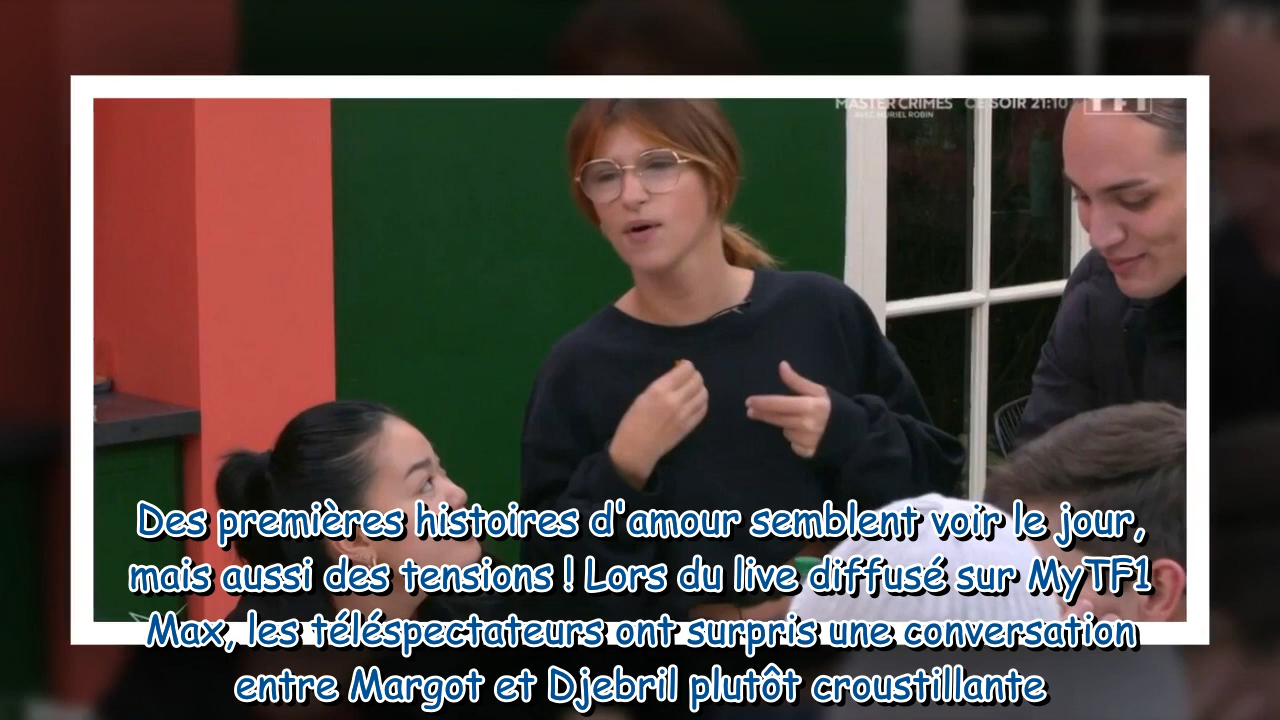 MASTER CRIMES CE SOIR 21:10 TF1
AVEC MURIEL ROBIN
Des premières histoires d'amour semblent voir le jour,
mais aussi des tensions ! Lors du live diffusé sur MyTF1
Max, les téléspectateurs ont surpris une conversation
entre Margot et Djebril plutôt croustillante